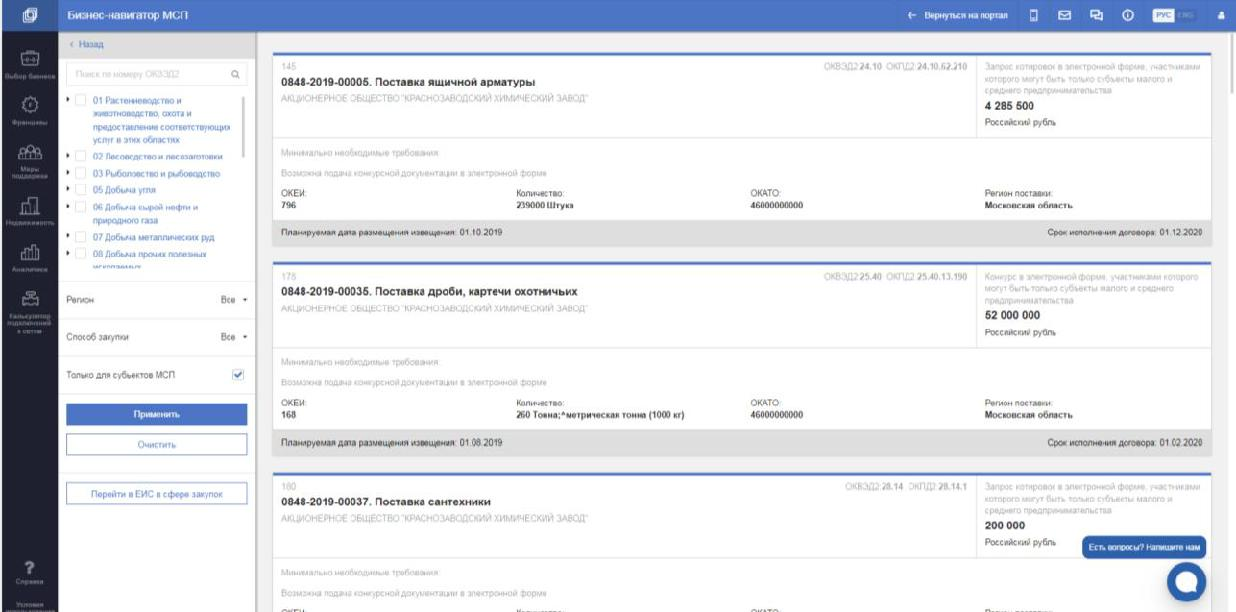 Бизнес-навигатор МСП
← Вернуться на портал
РУС ENG
Выбор бизнеса
Франшизы
Меры
поддержки
Недвижимость
Аналитика
Калькулятор
подключений
к сетям
Справка
Условия
‹ Назад
Поиск по номеру ОКВЭД2
01 Растениеводство и
животноводство, охота и
предоставление соответствующих
услуг в этих областях
02 Лесоводство и лесозаготовки
03 Рыболовство и рыбоводство
05 Добыча угля
06 Добыча сырой нефти и
природного газа
07 Добыча металлических руд
08 Добыча прочих полезных
ископаемых
Регион Все
Способ закупки Все
Только для субъектов МСП
Применить
Очистить
Перейти в ЕИС в сфере закупок
145
ОКВЭД2:24.10 ОКПД2:24.10.62.210
0848-2019-00005. Поставка ящичной арматуры
АКЦИОНЕРНОЕ ОБЩЕСТВО "КРАСНОЗАВОДСКИЙ ХИМИЧЕСКИЙ ЗАВОД"
Запрос котировок в электронной форме, участниками
которого могут быть только субъекты малого и
среднего предпринимательства
4 285 500
Российский рубль
Минимально необходимые требования:
Возможна подача конкурсной документации в электронной форме
ОКЕИ: Количество: ОКАТО: Регион поставки:
796 239000 Штука 46000000000 Московская область
Планируемая дата размещения извещения: 01.10.2019 Срок исполнения договора: 01.12.2020
178
ОКВЭД2:25.40 ОКПД2:25.40.13.190
0848-2019-00035. Поставка дроби, картечи охотничьих
АКЦИОНЕРНОЕ ОБЩЕСТВО "КРАСНОЗАВОДСКИЙ ХИМИЧЕСКИЙ ЗАВОД"
Конкурс в электронной форме, участниками которого
могут быть только субъекты малого и среднего
предпринимательства
52 000 000
Российский рубль
Минимально необходимые требования:
Возможна подача конкурсной документации в электронной форме
ОКЕИ: Количество: ОКАТО: Регион поставки:
168 260 Тонна;^метрическая тонна (1000 кг) 46000000000 Московская область
Планируемая дата размещения извещения: 01.08.2019 Срок исполнения договора: 01.02.2020
180
ОКВЭД2:28.14 ОКПД2:28.14.1
0848-2019-00037. Поставка сантехники
АКЦИОНЕРНОЕ ОБЩЕСТВО "КРАСНОЗАВОДСКИЙ ХИМИЧЕСКИЙ ЗАВОД"
Запрос котировок в электронной форме, участниками
которого могут быть только субъекты малого и
среднего предпринимательства
200 000
Российский рубль
Есть вопросы? Напишите нам
Минимально необходимые требования:
Возможна подача конкурсной документации в электронной форме